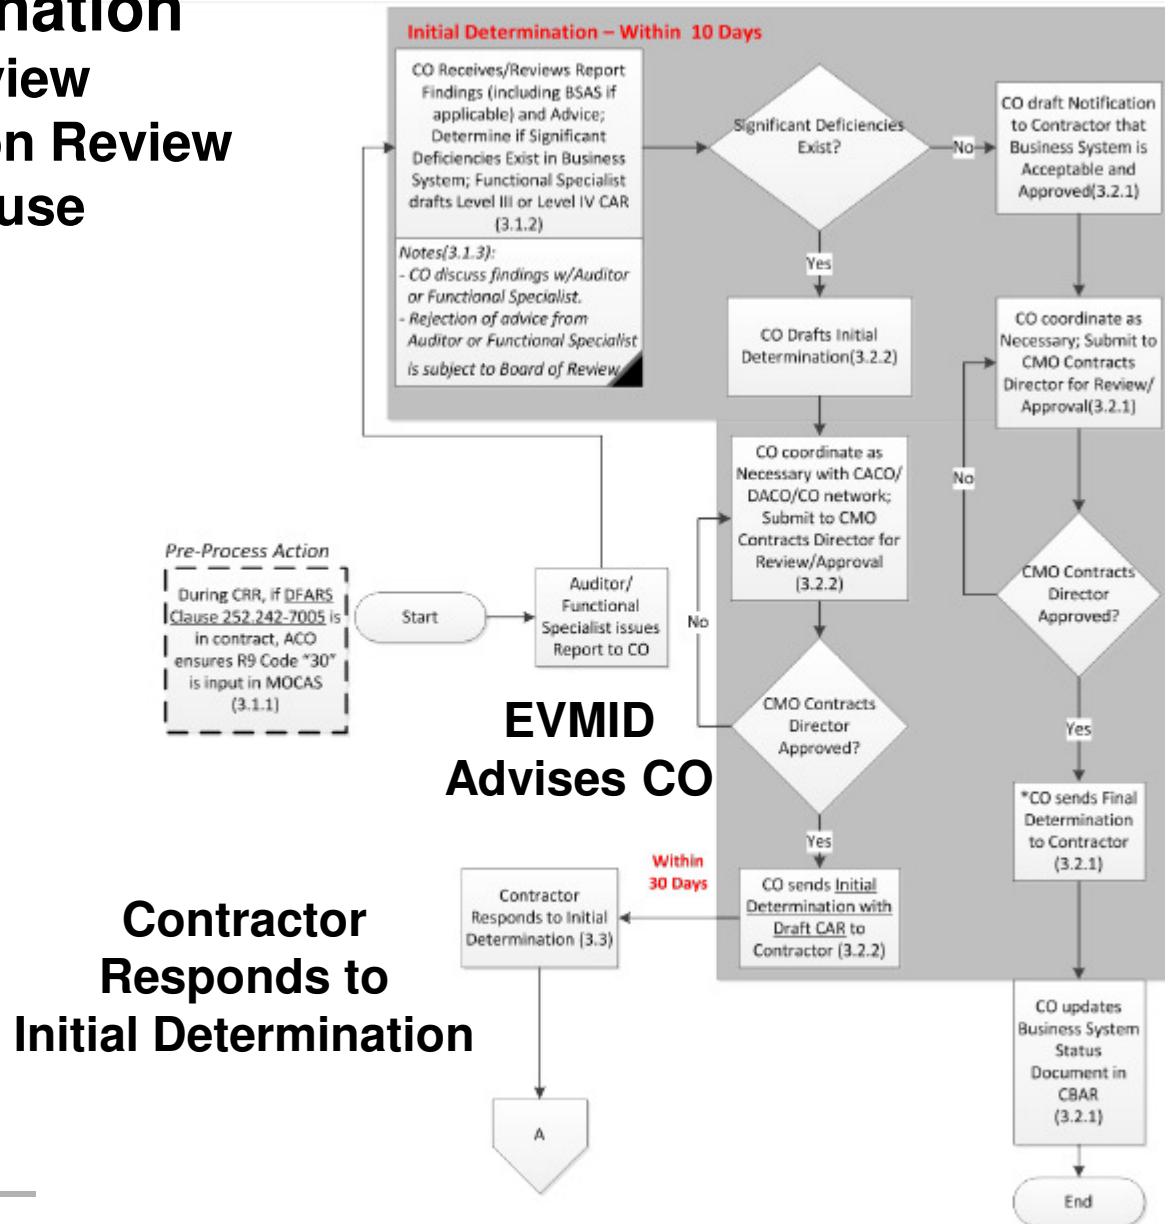 nation
view
on Review
use
Initial Determination – Within 10 Days
CO Receives/Reviews Report
Findings (including BSAS if
applicable) and Advice;
Determine if Significant
Deficiencies Exist in Business
System; Functional Specialist
drafts Level III or Level IV CAR
(3.1.2)
Notes(3.1.3):
- CO discuss findings w/Auditor
or Functional Specialist.
- Rejection of advice from
Auditor or Functional Specialist
is subject to Board of Review
Significant Deficiencies
Exist?
No
CO draft Notification
to Contractor that
Business System is
Acceptable and
Approved(3.2.1)
Yes
CO Drafts Initial
Determination(3.2.2)
CO coordinate as
Necessary; Submit to
CMO Contracts
Director for Review/
Approval(3.2.1)
CO coordinate as
Necessary with CACO/
DACO/CO network;
Submit to CMO
Contracts Director for
Review/Approval
(3.2.2)
No
CMO Contracts
Director
Approved?
Pre-Process Action
During CRR, if DFARS
Clause 252.242-7005 is
in contract, ACO
ensures R9 Code "30"
is input in MOCAS
(3.1.1)
Start
Auditor/
Functional
Specialist issues
Report to CO
No
EVMID
Advises CO
CMO Contracts
Director
Approved?
Yes
*CO sends Final
Determination
to Contractor
(3.2.1)
Yes
Within
30 Days
CO sends Initial
Determination with
Draft CAR to
Contractor (3.2.2)
Contractor
Responds to Initial
Determination (3.3)
Contractor
Responds to
Initial Determination
CO updates
Business System
Status
Document in
CBAR
(3.2.1)
A
End